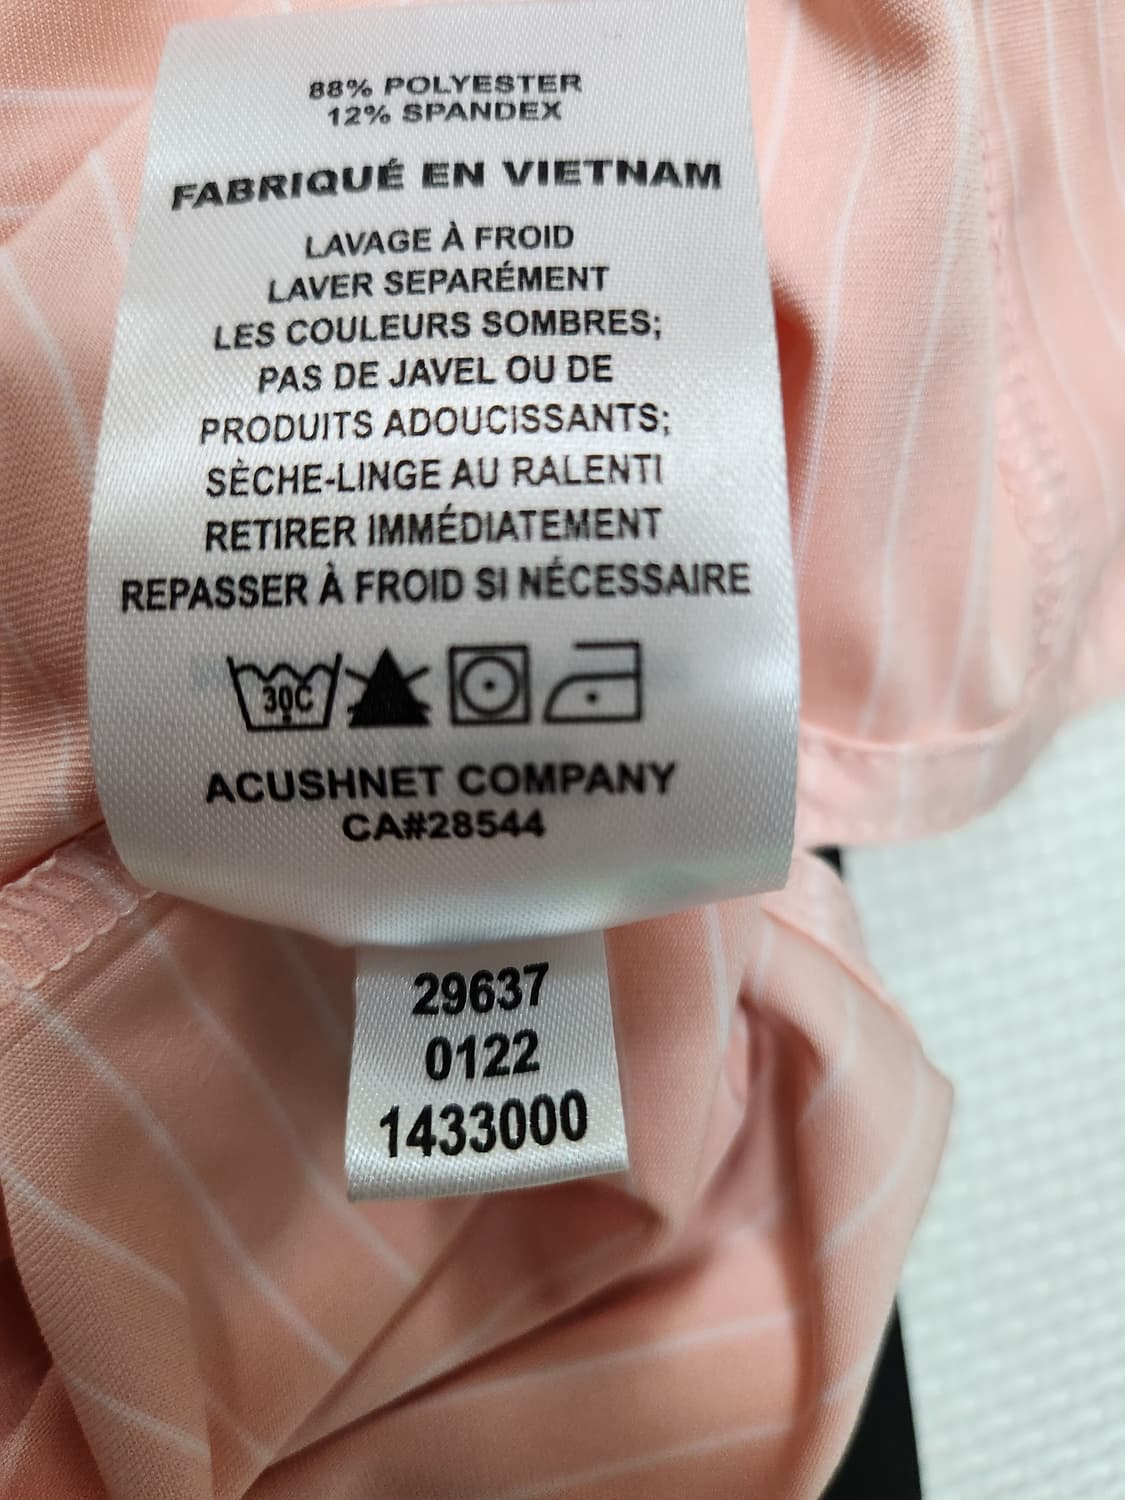 88% POLYESTER
12% SPANDEX
FABRIQUÉ EN VIETNAM
LAVAGE À FROID
LAVER SEPARÉMENT
LES COULEURS SOMBRES;
PAS DE JAVEL OU DE
PRODUITS ADOUCISSANTS;
SÈCHE-LINGE AU RALENTI
RETIRER IMMÉDIATEMENT
REPASSER À FROID SI NÉCESSAIRE
30C
ACUSHNET COMPANY
CA#28544
29637
0122
1433000